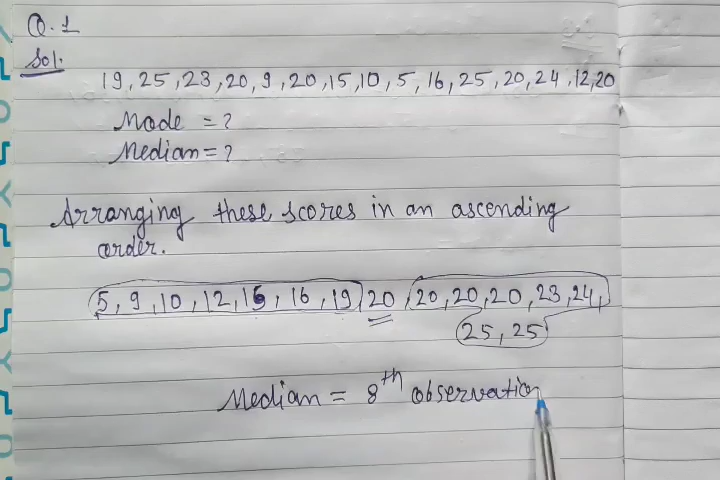 Q.1
Sol.
19, 25, 23, 20, 9, 20, 15, 10, 5, 16, 25, 20, 24, 12, 20
Mode = ?
Median = ?
Arranging these scores in an ascending
order.
5, 9, 10, 12, 15, 16, 19, 20, 20, 20, 20, 23, 24,
25, 25
Median = 8th observation